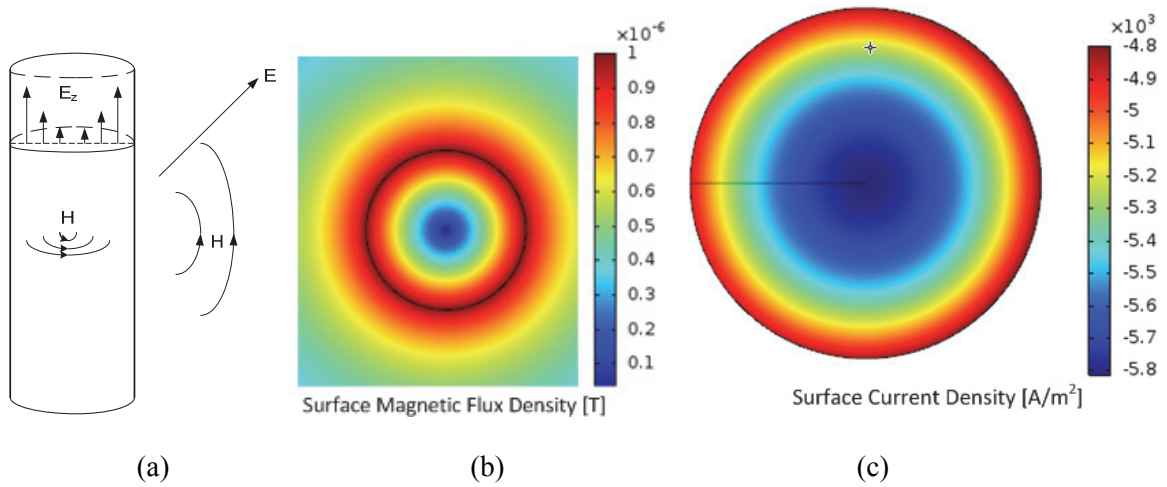 E
E_z
H
H
×10⁻⁶
1
0.9
0.8
0.7
0.6
0.5
0.4
0.3
0.2
0.1
Surface Magnetic Flux Density [T]
×10³
-4.8
-4.9
-5
-5.1
-5.2
-5.3
-5.4
-5.5
-5.6
-5.7
-5.8
Surface Current Density [A/m²]
(a)
(b)
(c)